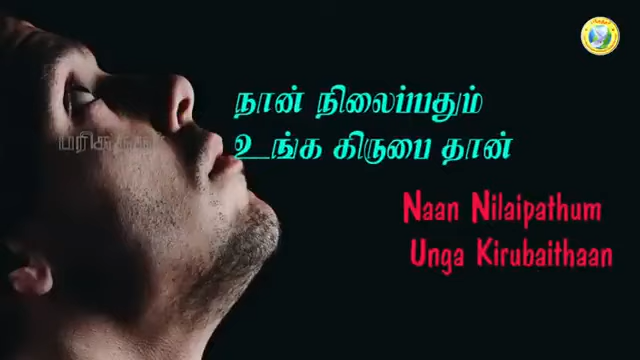 நான் நிலைப்பதும்
உங்க கிருபை தான்
Naan Nilaipathum
Unga Kirubaithaan